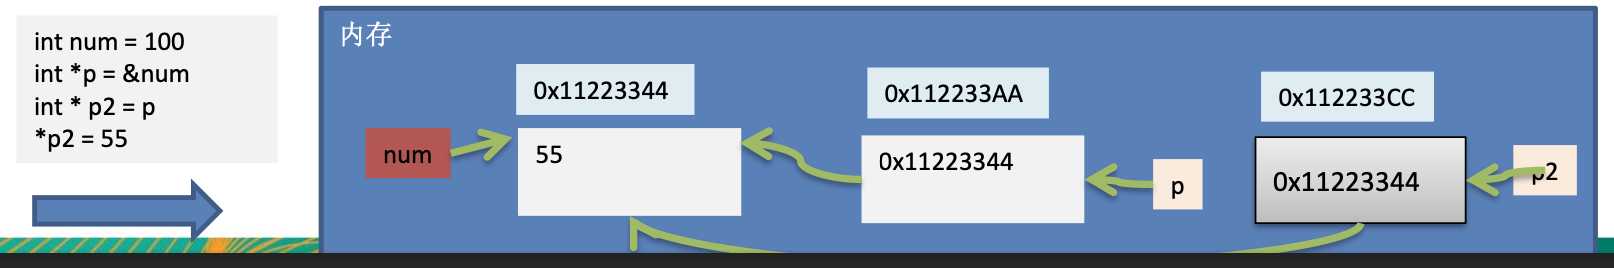 int num = 100
int *p = &num
int * p2 = p
*p2 = 55
内存
0x11223344
0x112233AA
0x112233CC
num
55
0x11223344
p
0x11223344
p2